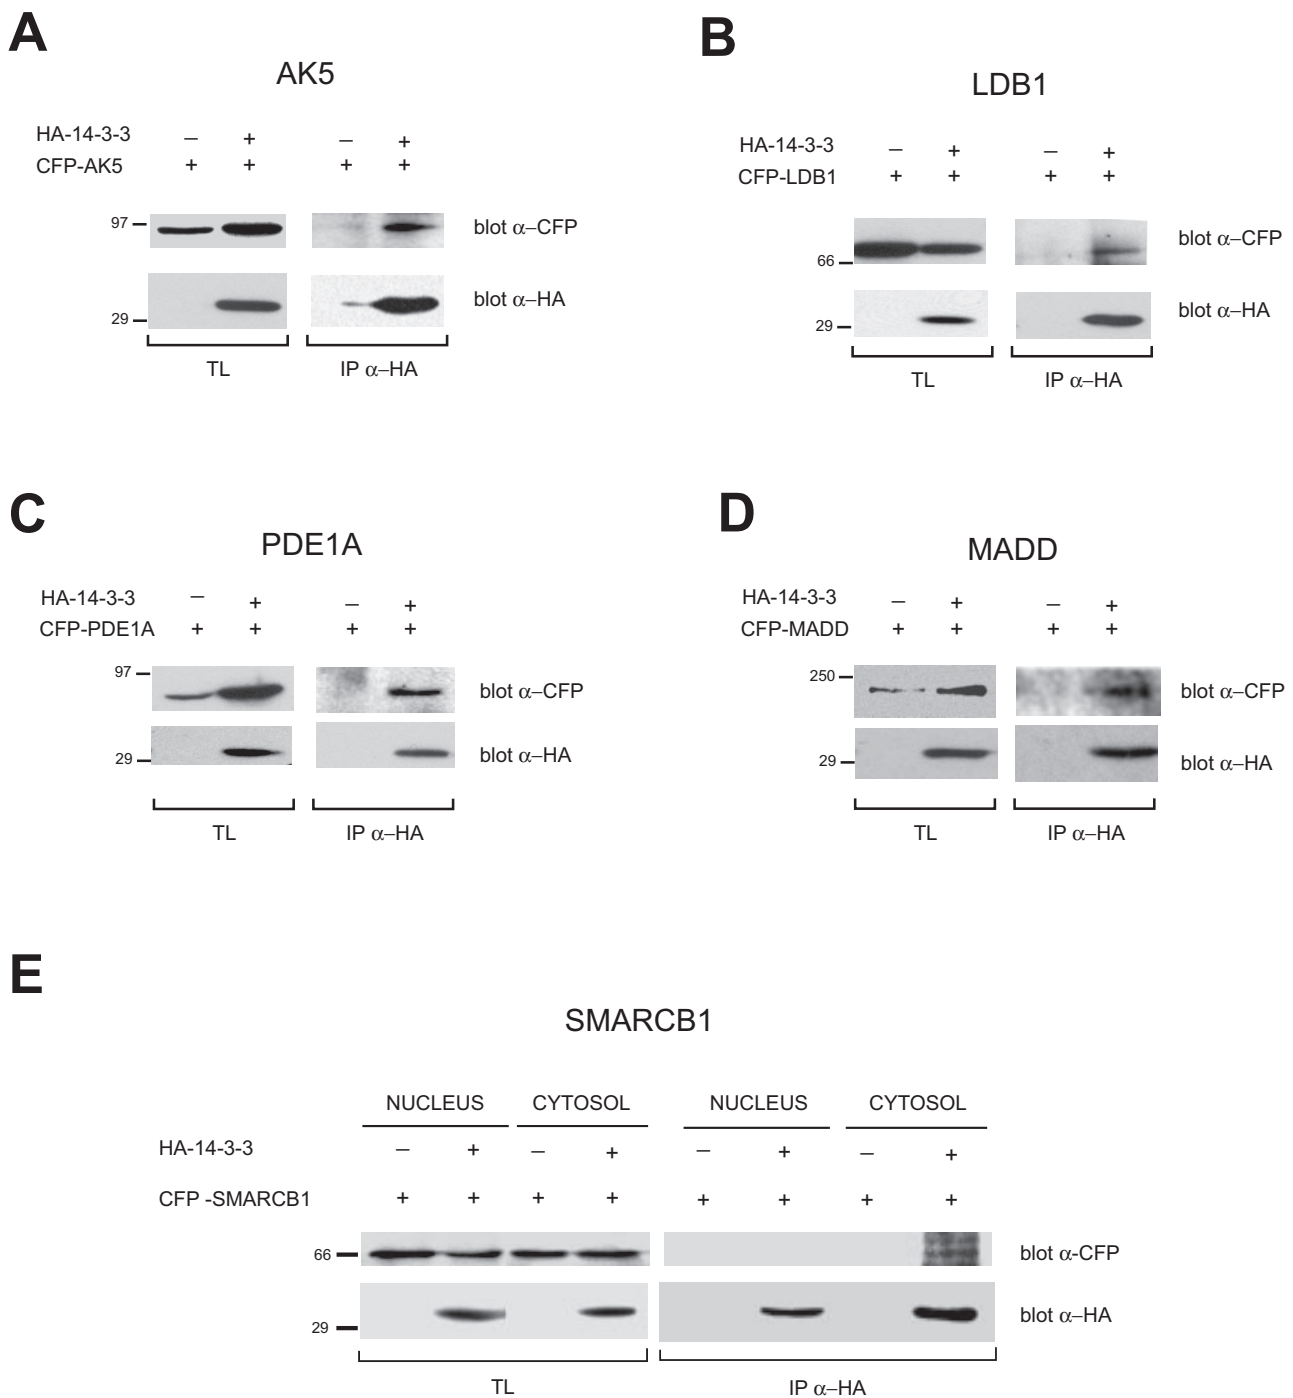 A
AK5
HA-14-3-3 – + – +
CFP-AK5 + + + +
97
blot α–CFP
blot α–HA
29
TL IP α–HA
B
LDB1
HA-14-3-3 – + – +
CFP-LDB1 + + + +
blot α–CFP
66
blot α–HA
29
TL IP α–HA
C
PDE1A
HA-14-3-3 – + – +
CFP-PDE1A + + + +
97
blot α–CFP
blot α–HA
29
TL IP α–HA
D
MADD
HA-14-3-3 – + – +
CFP-MADD + + + +
250
blot α–CFP
29
blot α–HA
TL IP α–HA
E
SMARCB1
NUCLEUS CYTOSOL NUCLEUS CYTOSOL
HA-14-3-3 – + – + – + – +
CFP -SMARCB1 + + + + + + + +
66
blot α-CFP
blot α–HA
29
TL IP α–HA